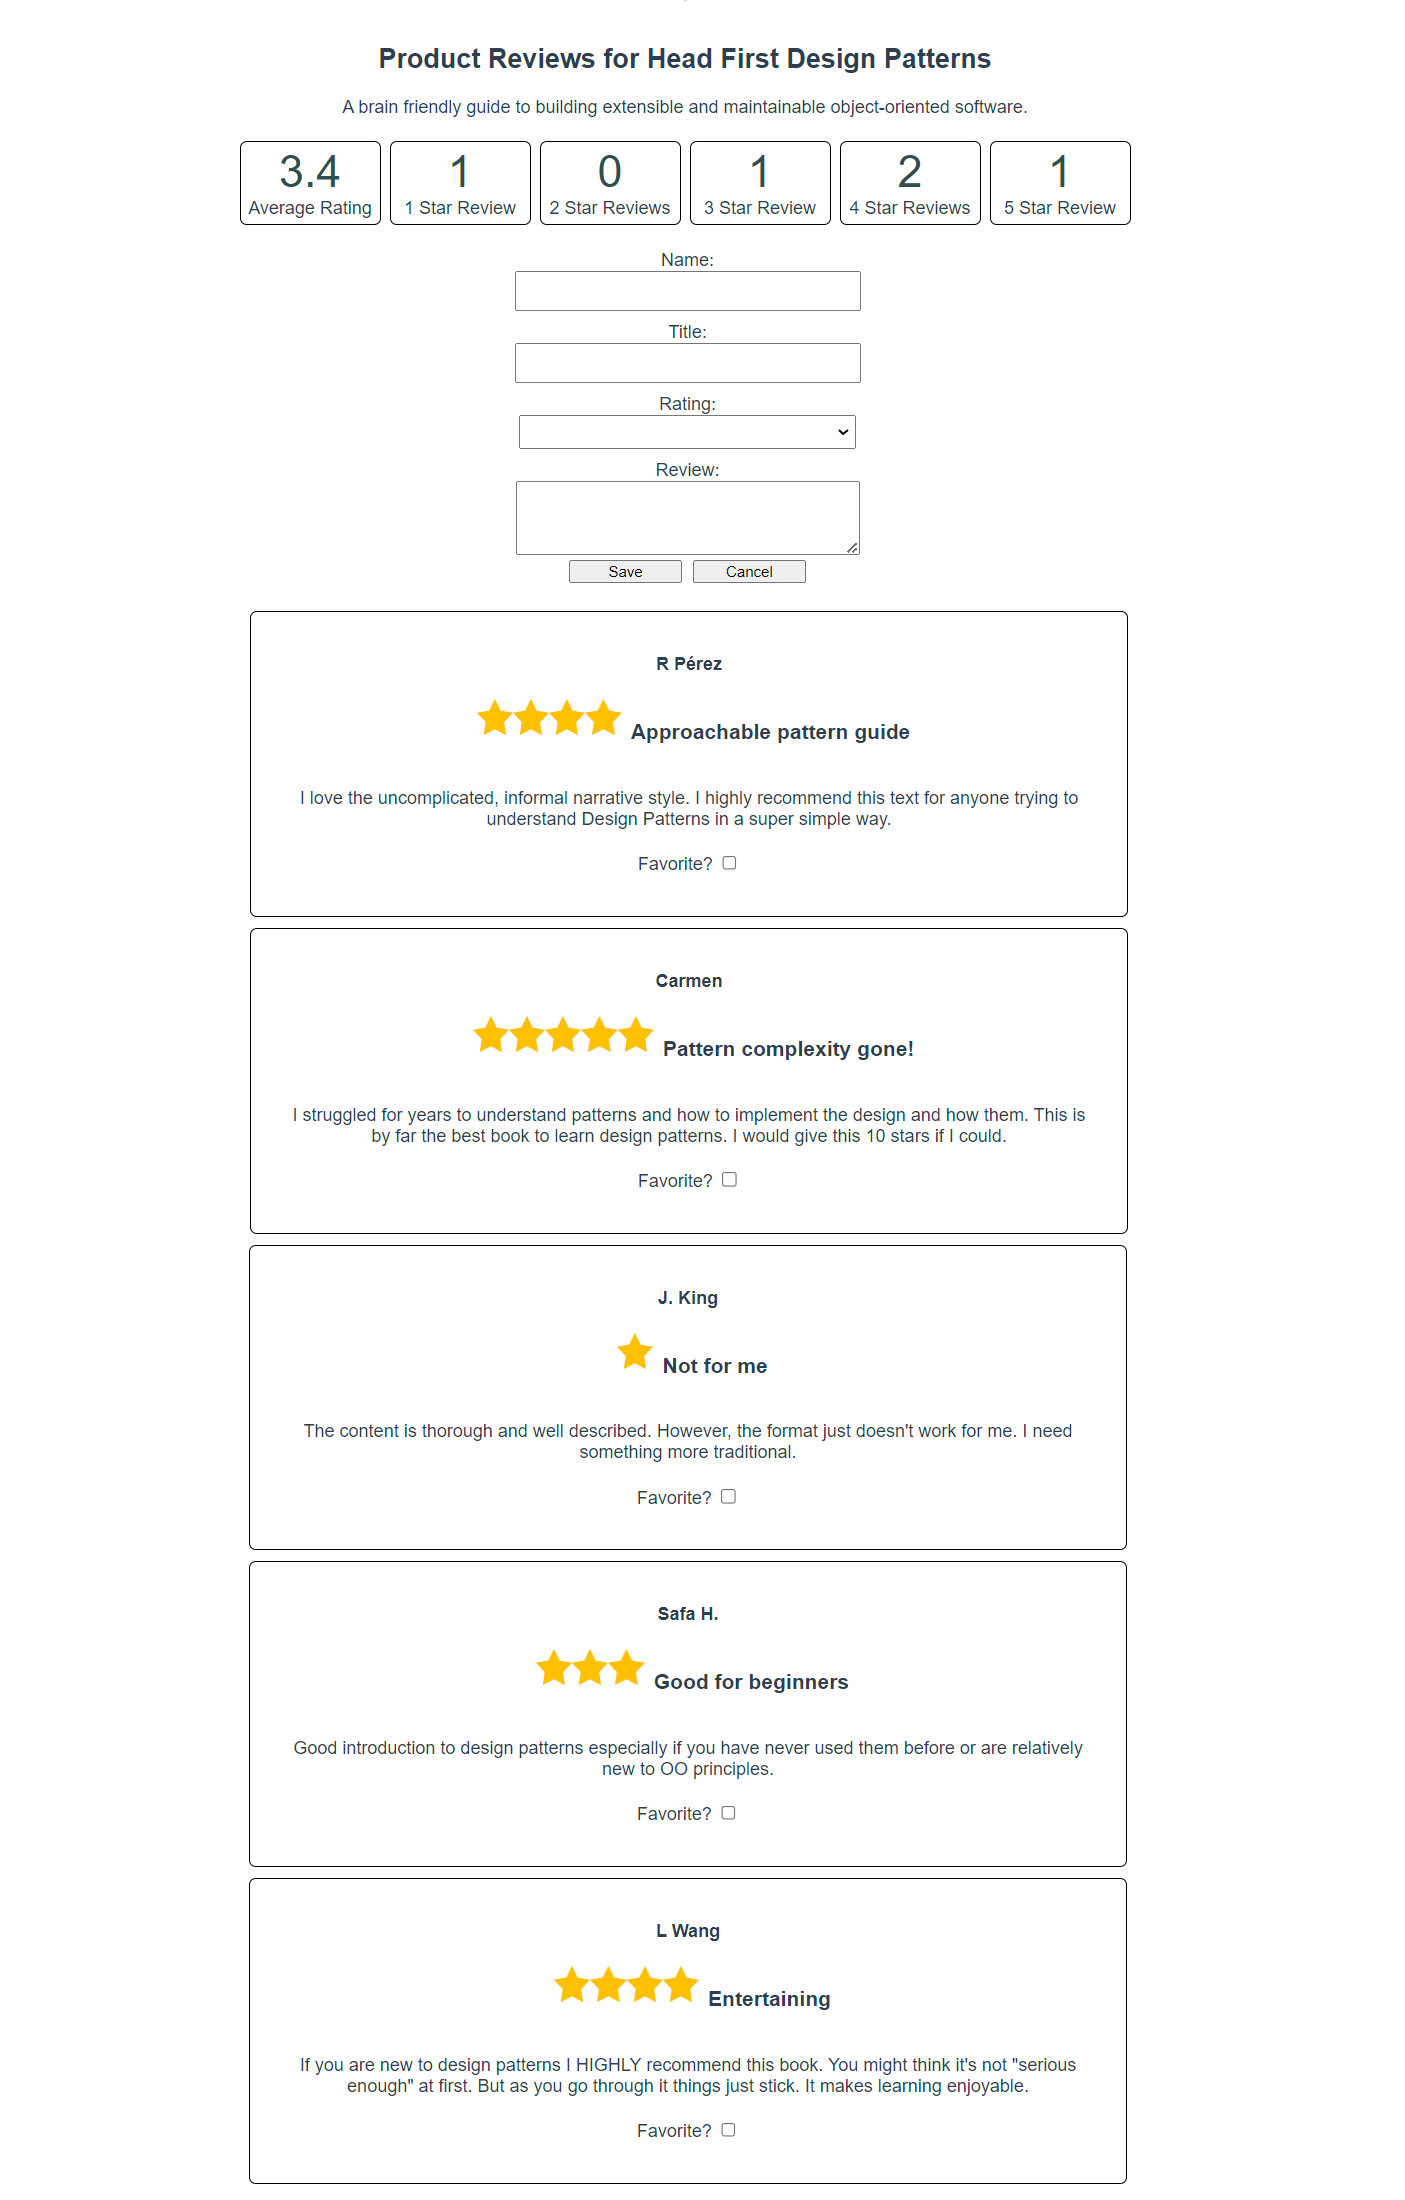 Product Reviews for Head First Design Patterns
A brain friendly guide to building extensible and maintainable object-oriented software.
3.4
Average Rating
1
1 Star Review
0
2 Star Reviews
1
3 Star Review
2
4 Star Reviews
1
5 Star Review
Name:
Title:
Rating:
Review:
Save Cancel
R Pérez
Approachable pattern guide
I love the uncomplicated, informal narrative style. I highly recommend this text for anyone trying to
understand Design Patterns in a super simple way.
Favorite?
Carmen
Pattern complexity gone!
I struggled for years to understand patterns and how to implement the design and how them. This is
by far the best book to learn design patterns. I would give this 10 stars if I could.
Favorite?
J. King
Not for me
The content is thorough and well described. However, the format just doesn't work for me. I need
something more traditional.
Favorite?
Safa H.
Good for beginners
Good introduction to design patterns especially if you have never used them before or are relatively
new to OO principles.
Favorite?
L Wang
Entertaining
If you are new to design patterns I HIGHLY recommend this book. You might think it's not "serious
enough" at first. But as you go through it things just stick. It makes learning enjoyable.
Favorite?